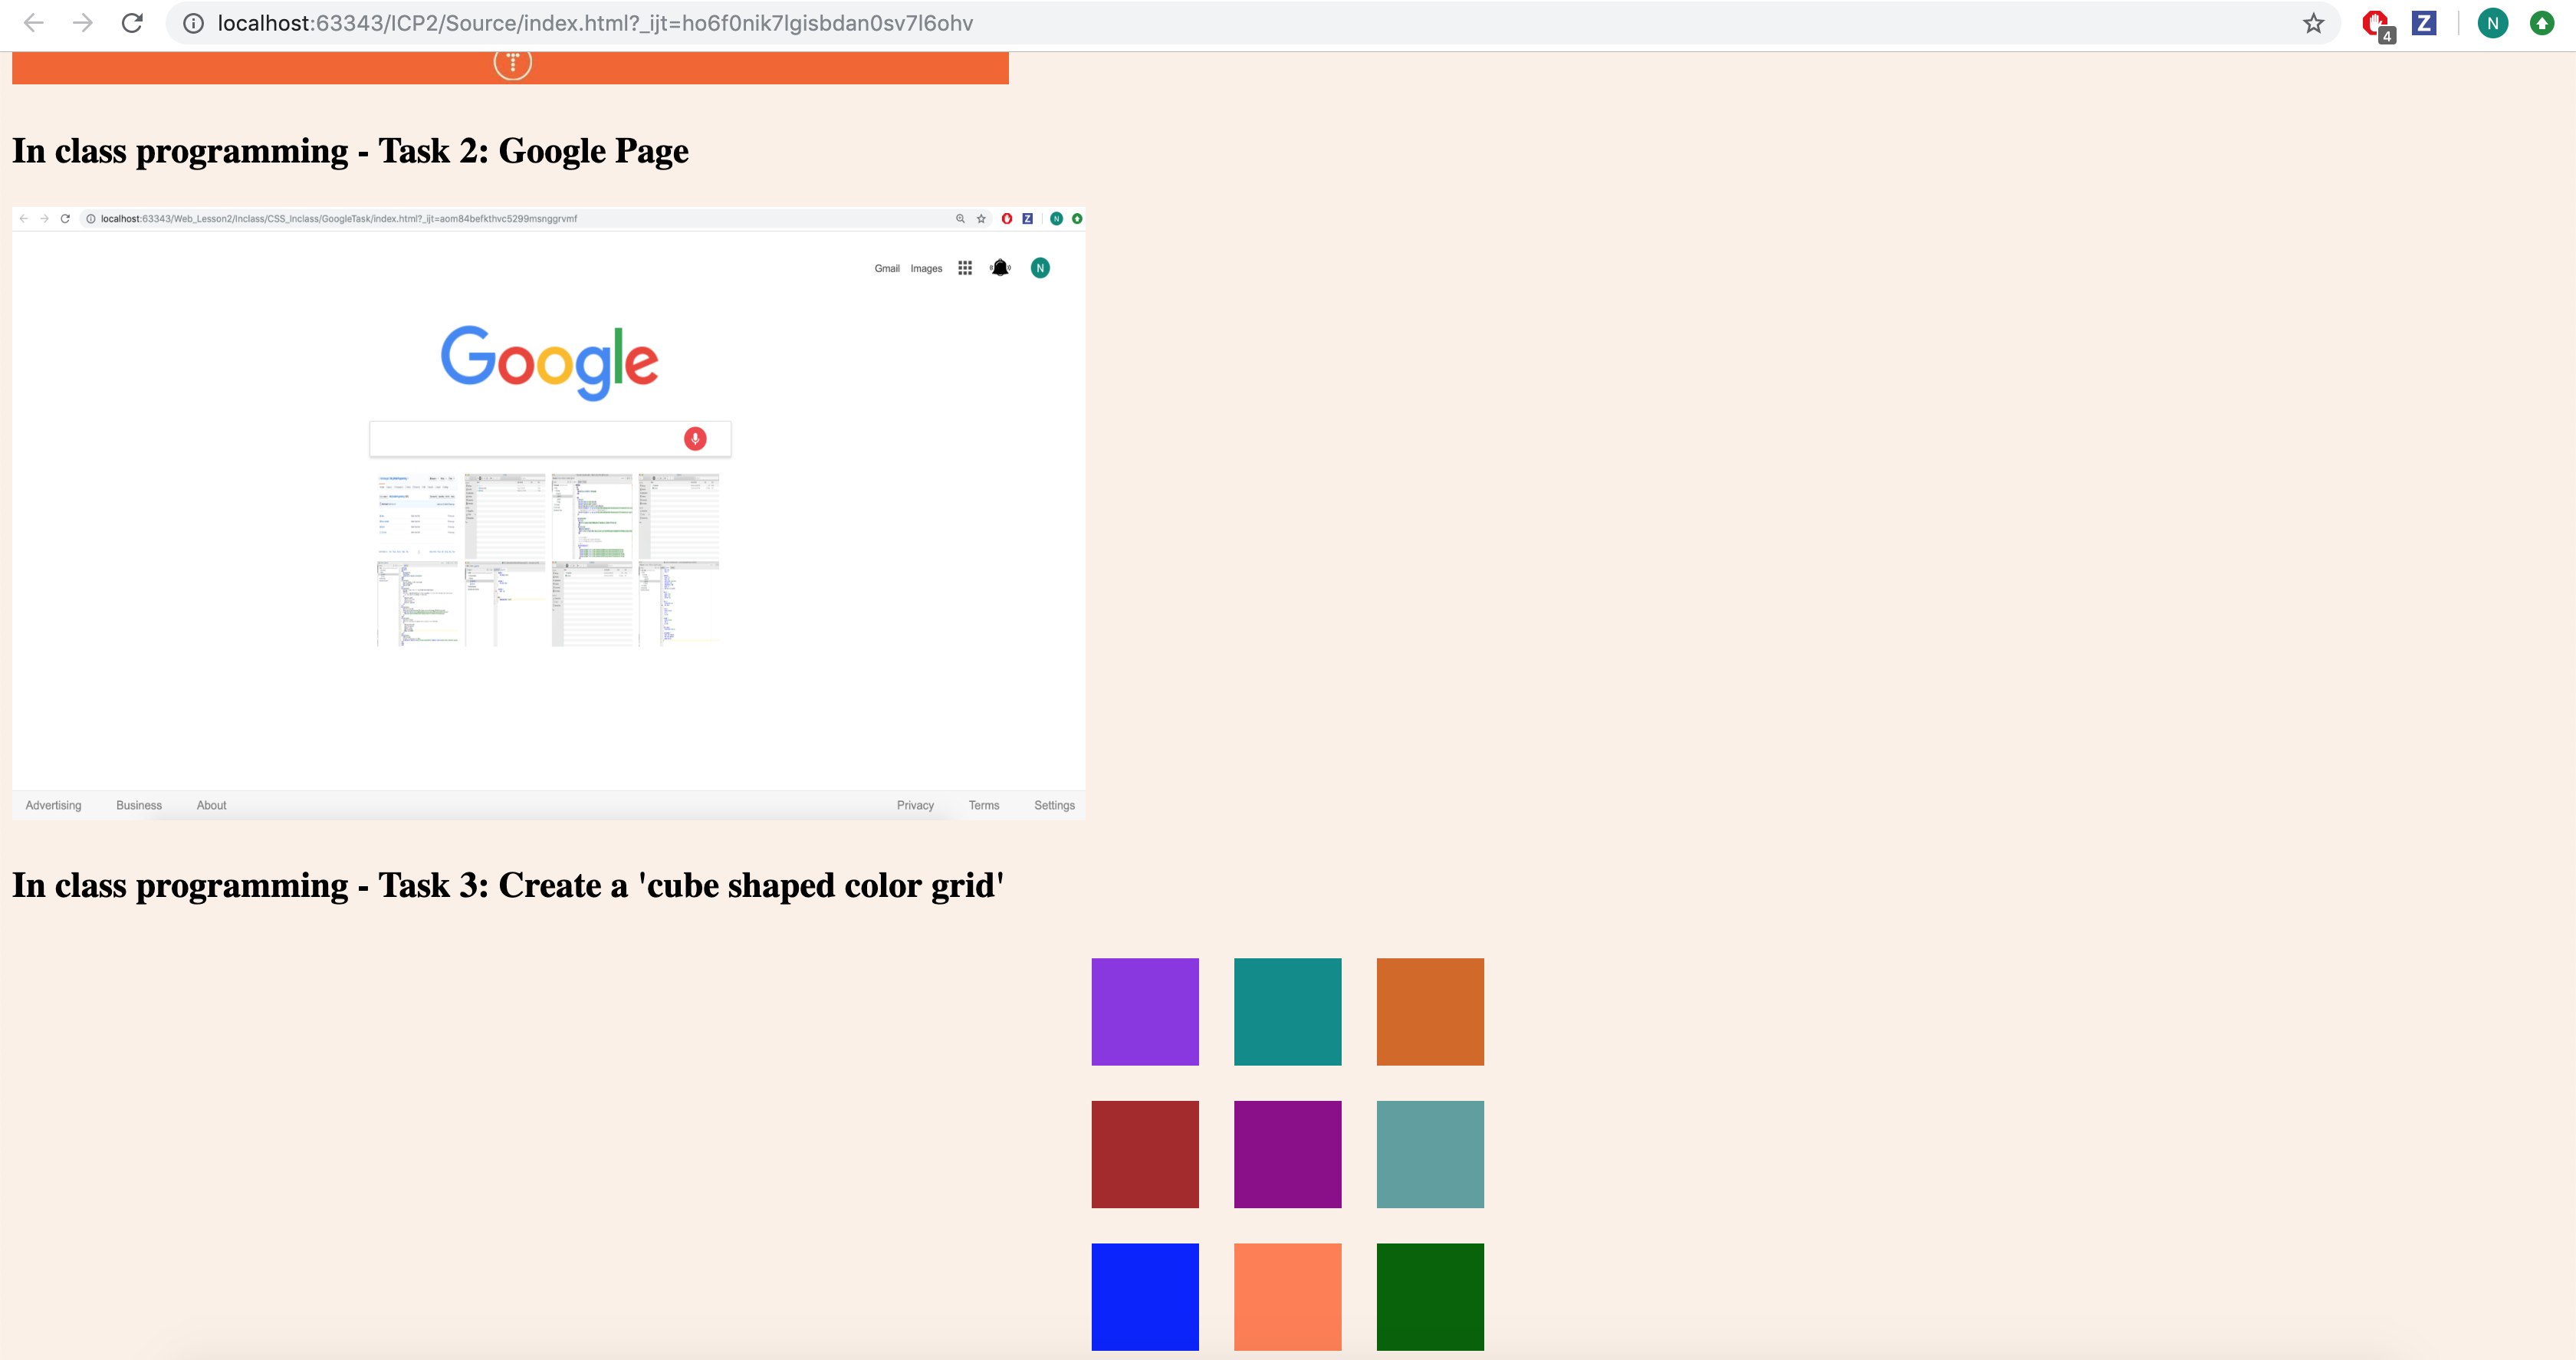 localhost:63343/ICP2/Source/index.html?_ijt=ho6f0nik7lgisbdan0sv7l6ohv
4
Z
N
In class programming - Task 2: Google Page
localhost:63343/Web_Lesson2/Inclass/CSS_Inclass/GoogleTask/index.html?_ijt=aom84befkthvc5299msnggrvmf
Z
N
Gmail Images
N
Google
Advertising Business About Privacy Terms Settings
In class programming - Task 3: Create a 'cube shaped color grid'